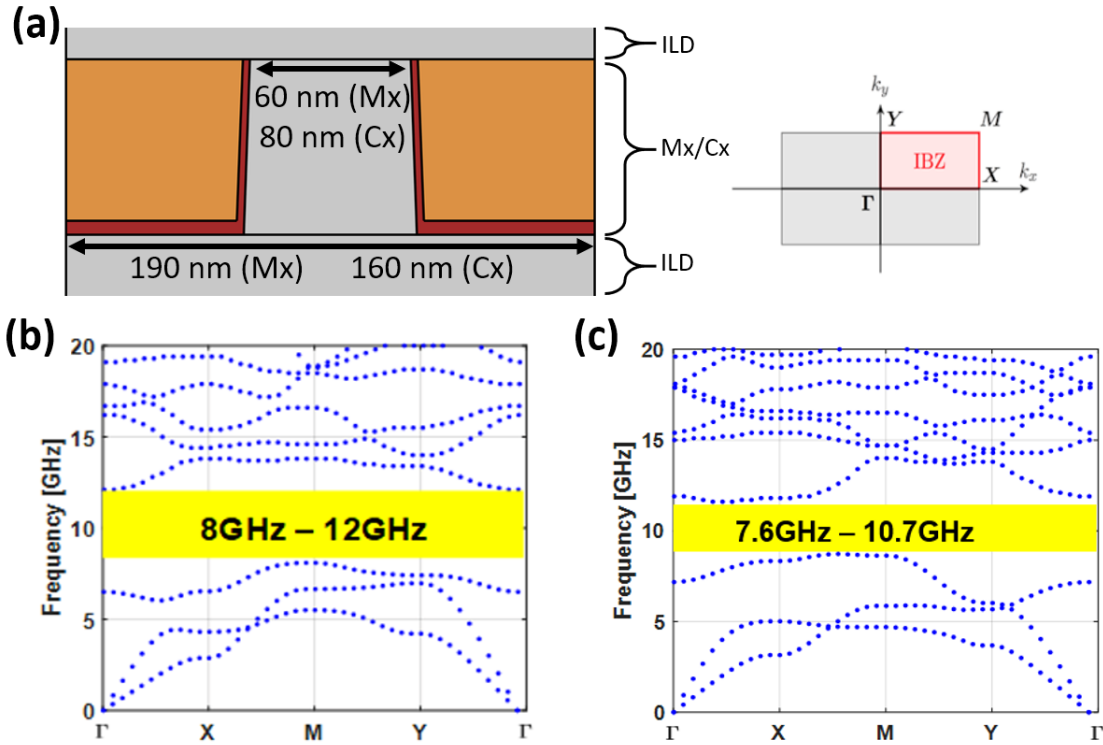 (a)
ILD
60 nm (Mx)
80 nm (Cx)
Mx/Cx
190 nm (Mx) 160 nm (Cx)
ILD
k_y
Y M
IBZ
X k_x
Γ
(b)
20
15
10
5
0
Frequency [GHz]
8GHz – 12GHz
Γ X M Y Γ
(c)
20
15
10
5
0
Frequency [GHz]
7.6GHz – 10.7GHz
Γ X M Y Γ